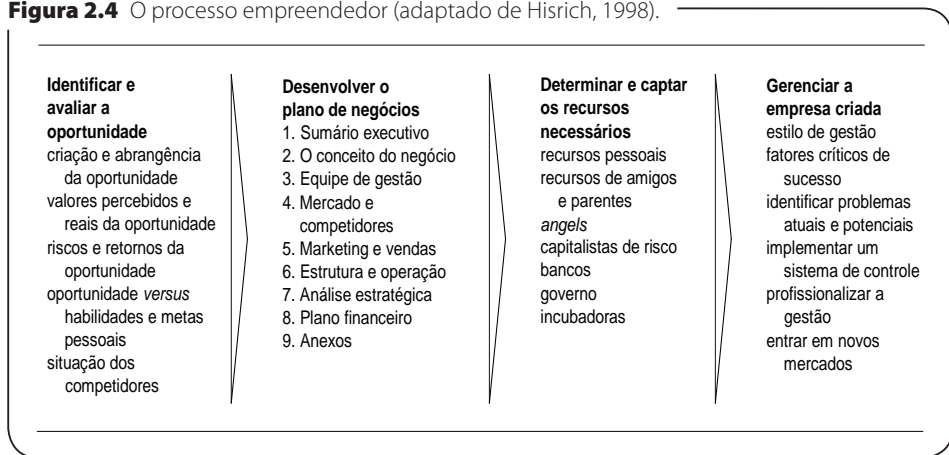 Figura 2.4 O processo empreendedor (adaptado de Hisrich, 1998).
Identificar e
avaliar a
oportunidade
criação e abrangência
da oportunidade
valores percebidos e
reais da oportunidade
riscos e retornos da
oportunidade
oportunidade versus
habilidades e metas
pessoais
situação dos
competidores
Desenvolver o
plano de negócios
1. Sumário executivo
2. O conceito do negócio
3. Equipe de gestão
4. Mercado e
competidores
5. Marketing e vendas
6. Estrutura e operação
7. Análise estratégica
8. Plano financeiro
9. Anexos
Determinar e captar
os recursos
necessários
recursos pessoais
recursos de amigos
e parentes
angels
capitalistas de risco
bancos
governo
incubadoras
Gerenciar a
empresa criada
estilo de gestão
fatores críticos de
sucesso
identificar problemas
atuais e potenciais
implementar um
sistema de controle
profissionalizar a
gestão
entrar em novos
mercados